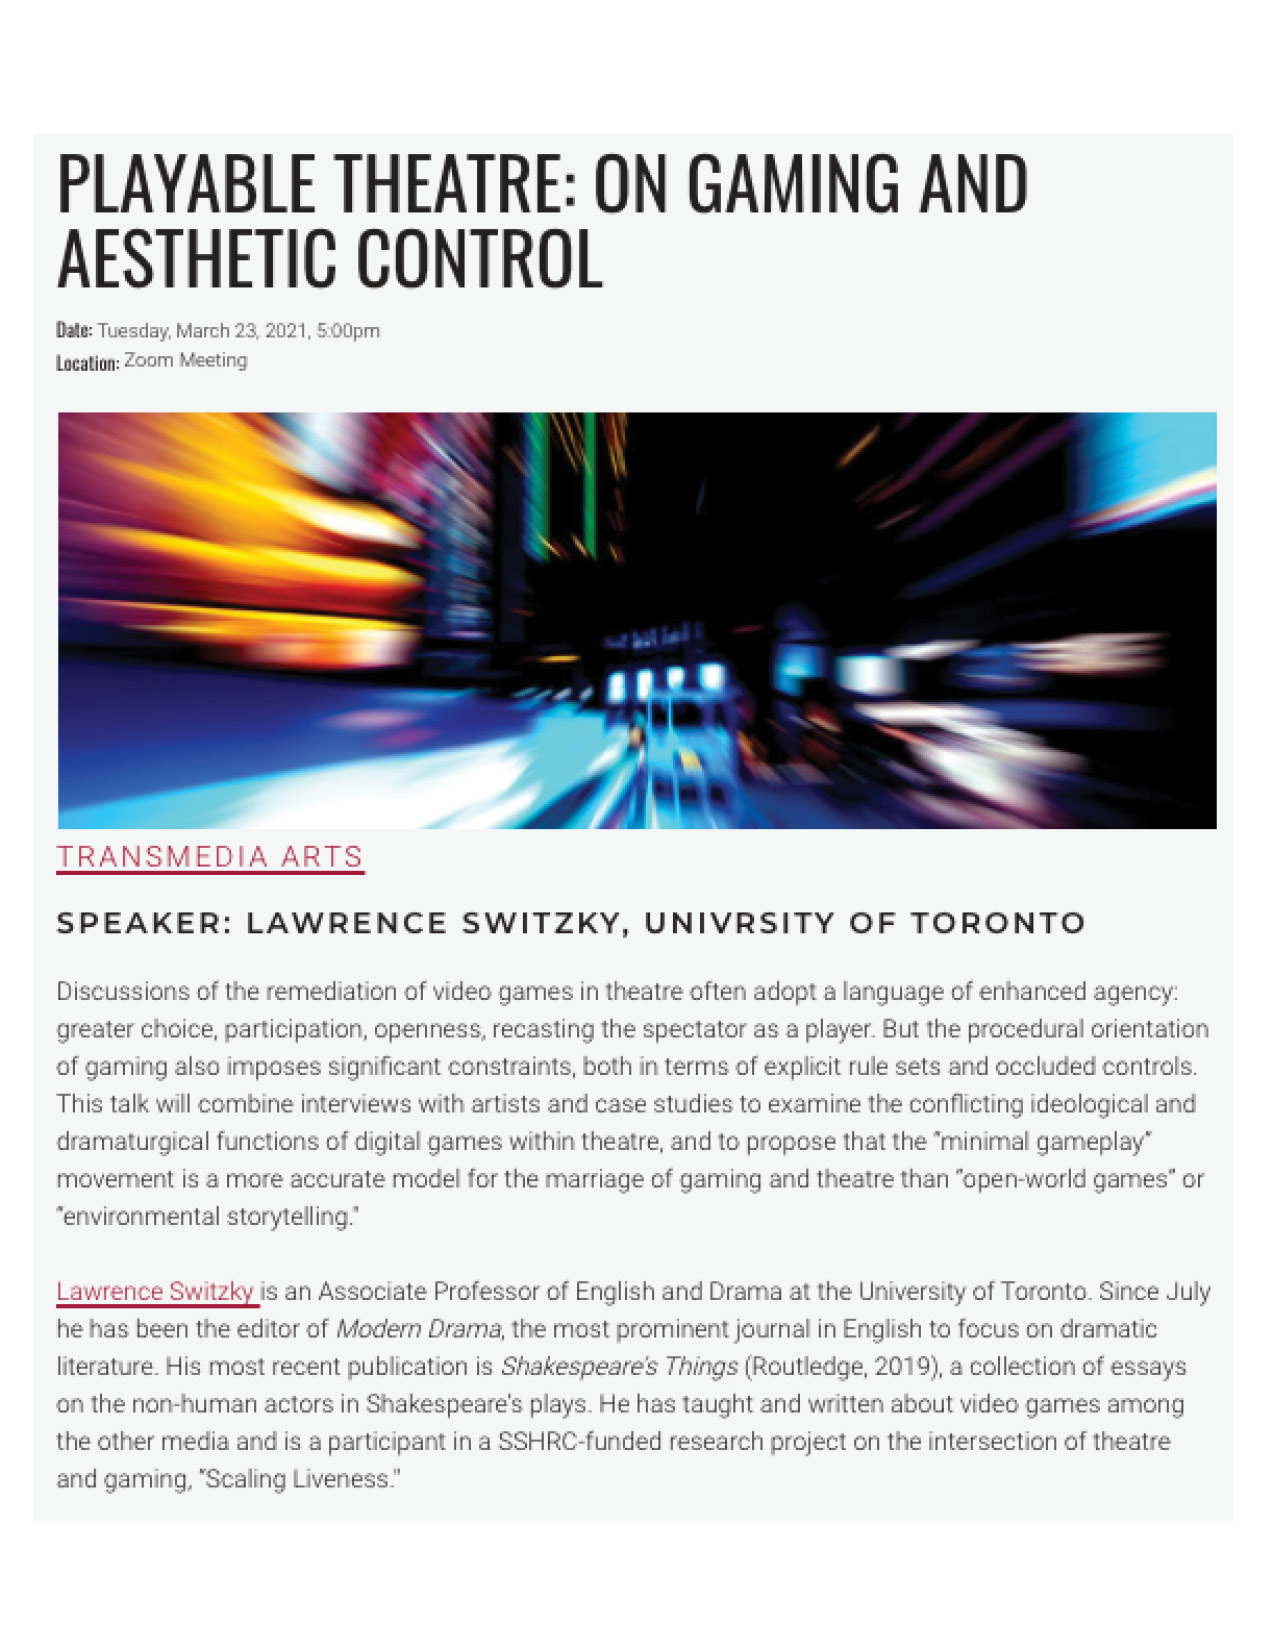 PLAYABLE THEATRE: ON GAMING AND
AESTHETIC CONTROL
Date: Tuesday, March 23, 2021, 5:00pm
Location: Zoom Meeting
TRANSMEDIA ARTS
SPEAKER: LAWRENCE SWITZKY, UNIVRSITY OF TORONTO
Discussions of the remediation of video games in theatre often adopt a language of enhanced agency:
greater choice, participation, openness, recasting the spectator as a player. But the procedural orientation
of gaming also imposes significant constraints, both in terms of explicit rule sets and occluded controls.
This talk will combine interviews with artists and case studies to examine the conflicting ideological and
dramaturgical functions of digital games within theatre, and to propose that the “minimal gameplay”
movement is a more accurate model for the marriage of gaming and theatre than “open-world games” or
“environmental storytelling."
Lawrence Switzky is an Associate Professor of English and Drama at the University of Toronto. Since July
he has been the editor of Modern Drama, the most prominent journal in English to focus on dramatic
literature. His most recent publication is Shakespeare's Things (Routledge, 2019), a collection of essays
on the non-human actors in Shakespeare's plays. He has taught and written about video games among
the other media and is a participant in a SSHRC-funded research project on the intersection of theatre
and gaming, “Scaling Liveness."